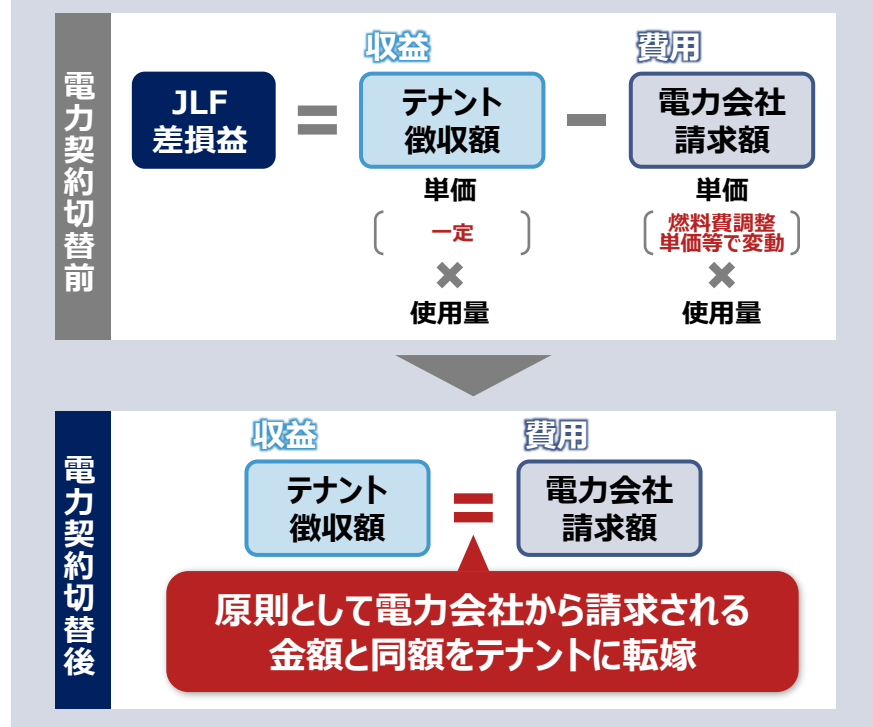 電力契約切替前
収益
費用
JLF
差損益
=
テナント
徴収額
−
電力会社
請求額
単価
一定
×
使用量
単価
燃料費調整
単価等で変動
×
使用量
電力契約切替後
収益
費用
テナント
徴収額
=
電力会社
請求額
原則として電力会社から請求される
金額と同額をテナントに転嫁